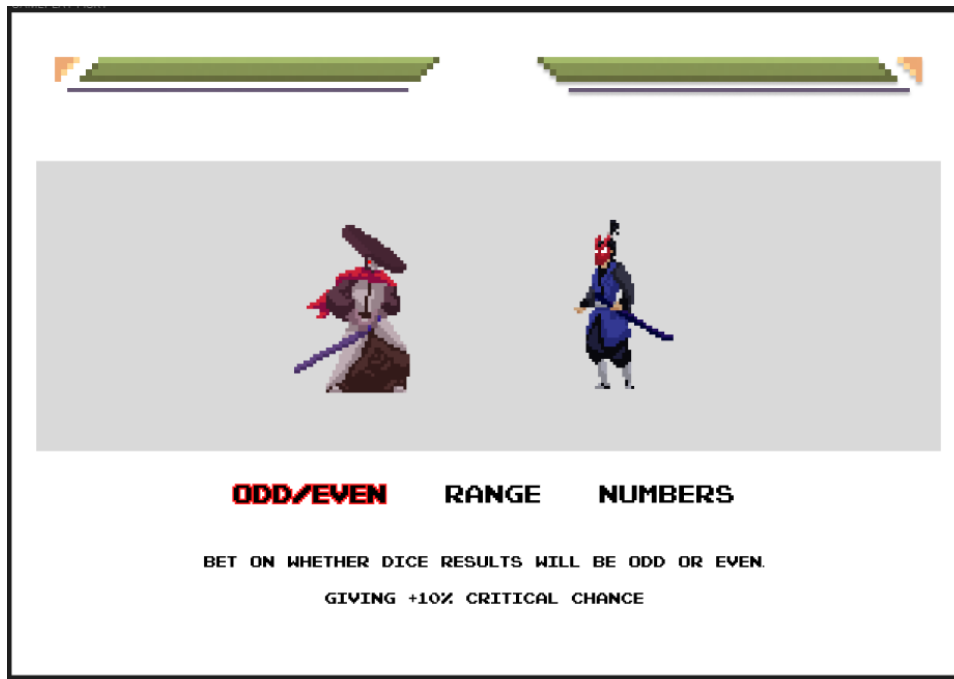 ODD/EVEN RANGE NUMBERS
BET ON WHETHER DICE RESULTS WILL BE ODD OR EVEN.
GIVING +10% CRITICAL CHANCE